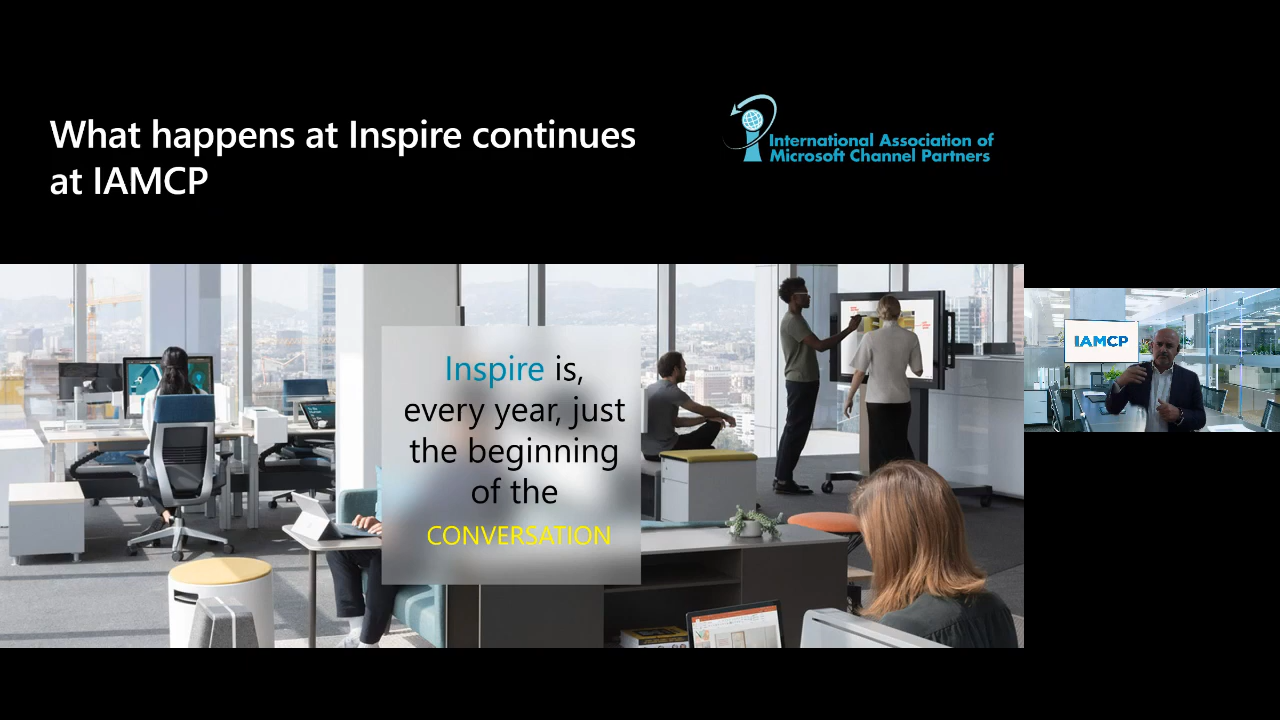 What happens at Inspire continues
at IAMCP
International Association of
Microsoft Channel Partners
Inspire is,
every year, just
the beginning
of the
CONVERSATION
IAMCP